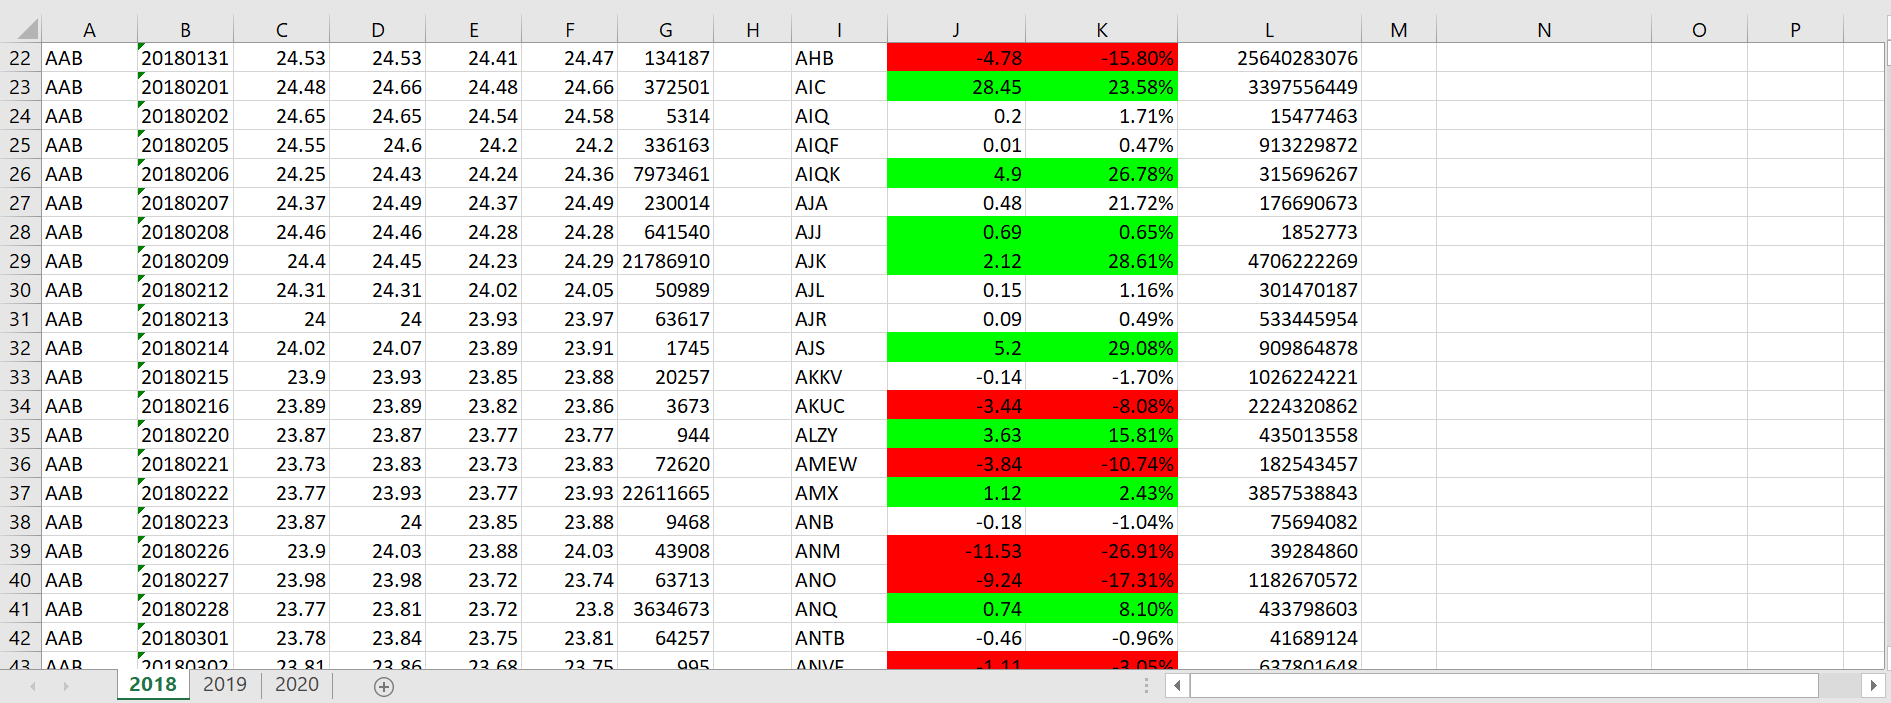 A B C D E F G H I J K L M N O P
22 AAB 20180131 24.53 24.53 24.41 24.47 134187 AHB -4.78 -15.80% 25640283076
23 AAB 20180201 24.48 24.66 24.48 24.66 372501 AIC 28.45 23.58% 3397556449
24 AAB 20180202 24.65 24.65 24.54 24.58 5314 AIQ 0.2 1.71% 15477463
25 AAB 20180205 24.55 24.6 24.2 24.2 336163 AIQF 0.01 0.47% 913229872
26 AAB 20180206 24.25 24.43 24.24 24.36 7973461 AIQK 4.9 26.78% 315696267
27 AAB 20180207 24.37 24.49 24.37 24.49 230014 AJA 0.48 21.72% 176690673
28 AAB 20180208 24.46 24.46 24.28 24.28 641540 AJJ 0.69 0.65% 1852773
29 AAB 20180209 24.4 24.45 24.23 24.29 21786910 AJK 2.12 28.61% 4706222269
30 AAB 20180212 24.31 24.31 24.02 24.05 50989 AJL 0.15 1.16% 301470187
31 AAB 20180213 24 24 23.93 23.97 63617 AJR 0.09 0.49% 533445954
32 AAB 20180214 24.02 24.07 23.89 23.91 1745 AJS 5.2 29.08% 909864878
33 AAB 20180215 23.9 23.93 23.85 23.88 20257 AKKV -0.14 -1.70% 1026224221
34 AAB 20180216 23.89 23.89 23.82 23.86 3673 AKUC -3.44 -8.08% 2224320862
35 AAB 20180220 23.87 23.87 23.77 23.77 944 ALZY 3.63 15.81% 435013558
36 AAB 20180221 23.73 23.83 23.73 23.83 72620 AMEW -3.84 -10.74% 182543457
37 AAB 20180222 23.77 23.93 23.77 23.93 22611665 AMX 1.12 2.43% 3857538843
38 AAB 20180223 23.87 24 23.85 23.88 9468 ANB -0.18 -1.04% 75694082
39 AAB 20180226 23.9 24.03 23.88 24.03 43908 ANM -11.53 -26.91% 39284860
40 AAB 20180227 23.98 23.98 23.72 23.74 63713 ANO -9.24 -17.31% 1182670572
41 AAB 20180228 23.77 23.81 23.72 23.8 3634673 ANQ 0.74 8.10% 433798603
42 AAB 20180301 23.78 23.84 23.75 23.81 64257 ANTB -0.46 -0.96% 41689124
43 AAB 20180302 23.81 23.86 23.68 23.75 995 -1.11 -3.05% 637801648
2018 2019 2020